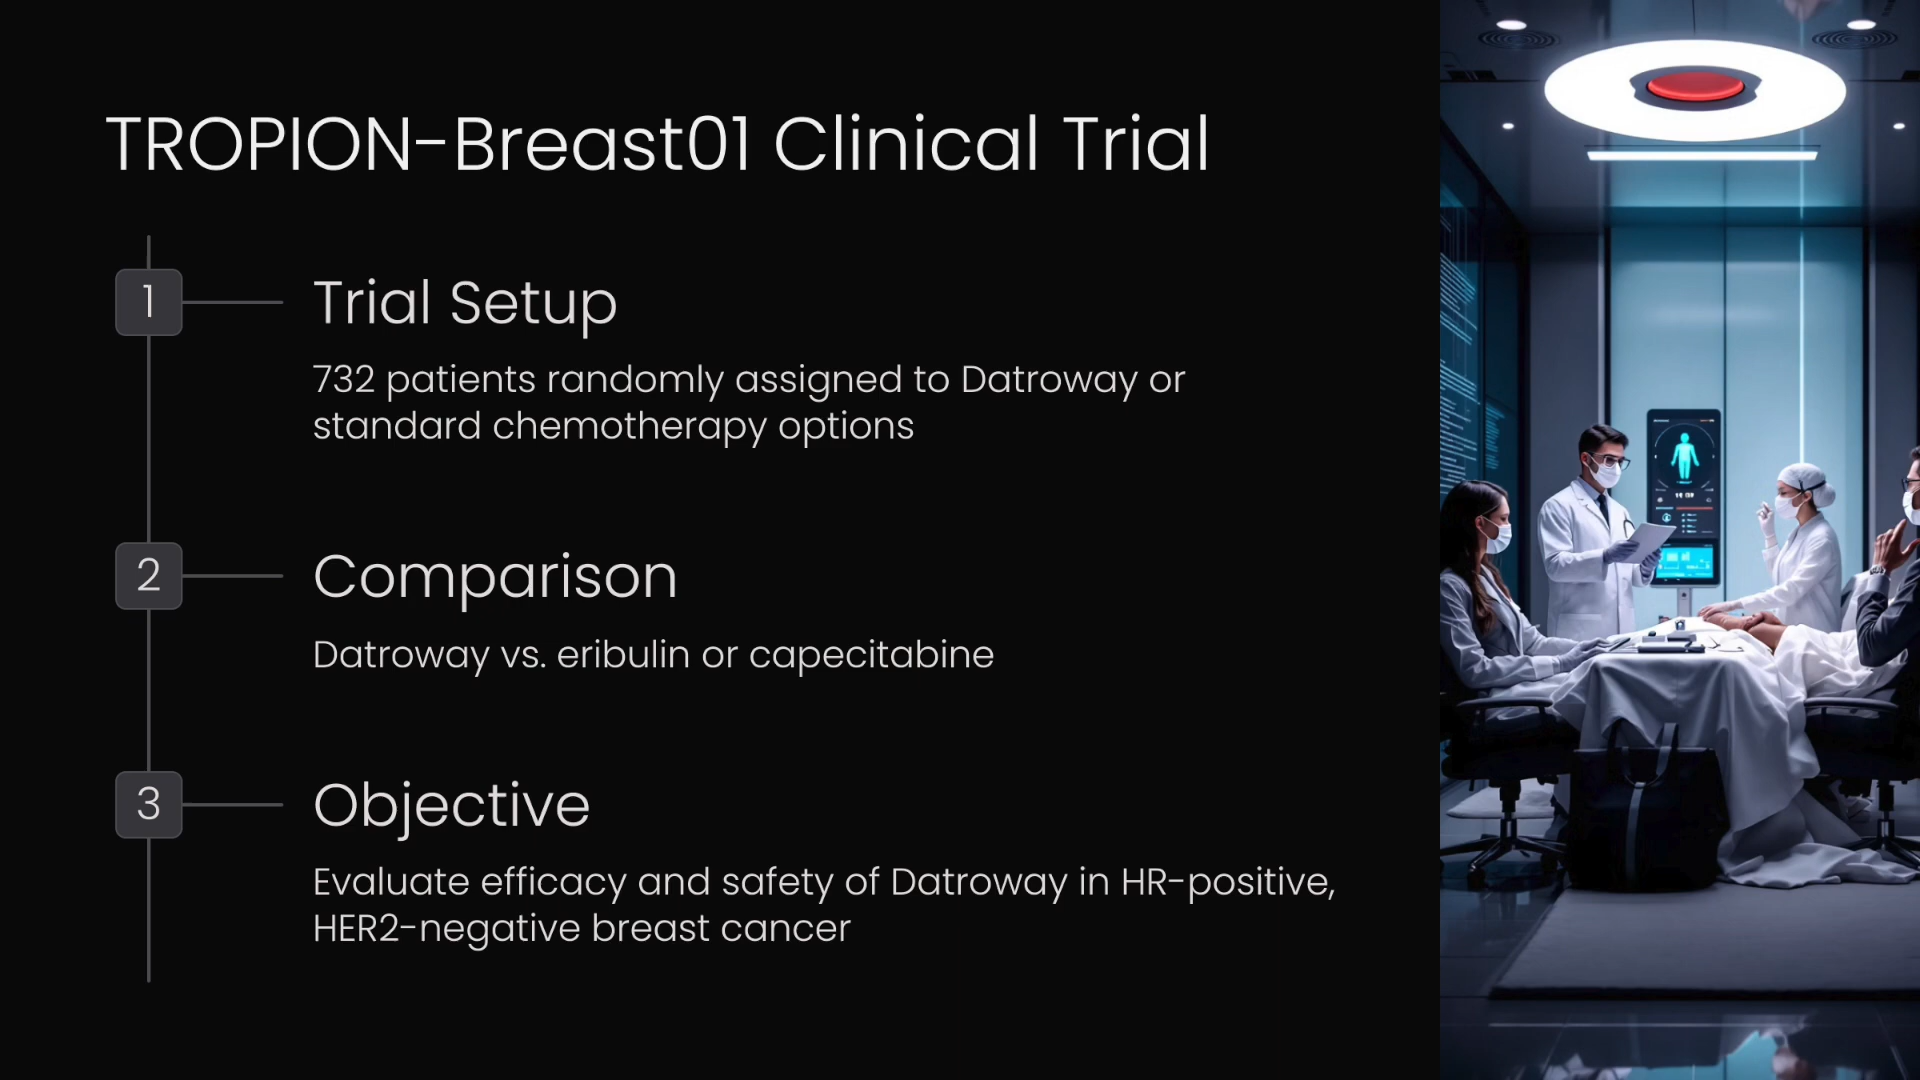 TROPION-Breast01 Clinical Trial
1
Trial Setup
732 patients randomly assigned to Datroway or
standard chemotherapy options
2
Comparison
Datroway vs. eribulin or capecitabine
3
Objective
Evaluate efficacy and safety of Datroway in HR-positive,
HER2-negative breast cancer